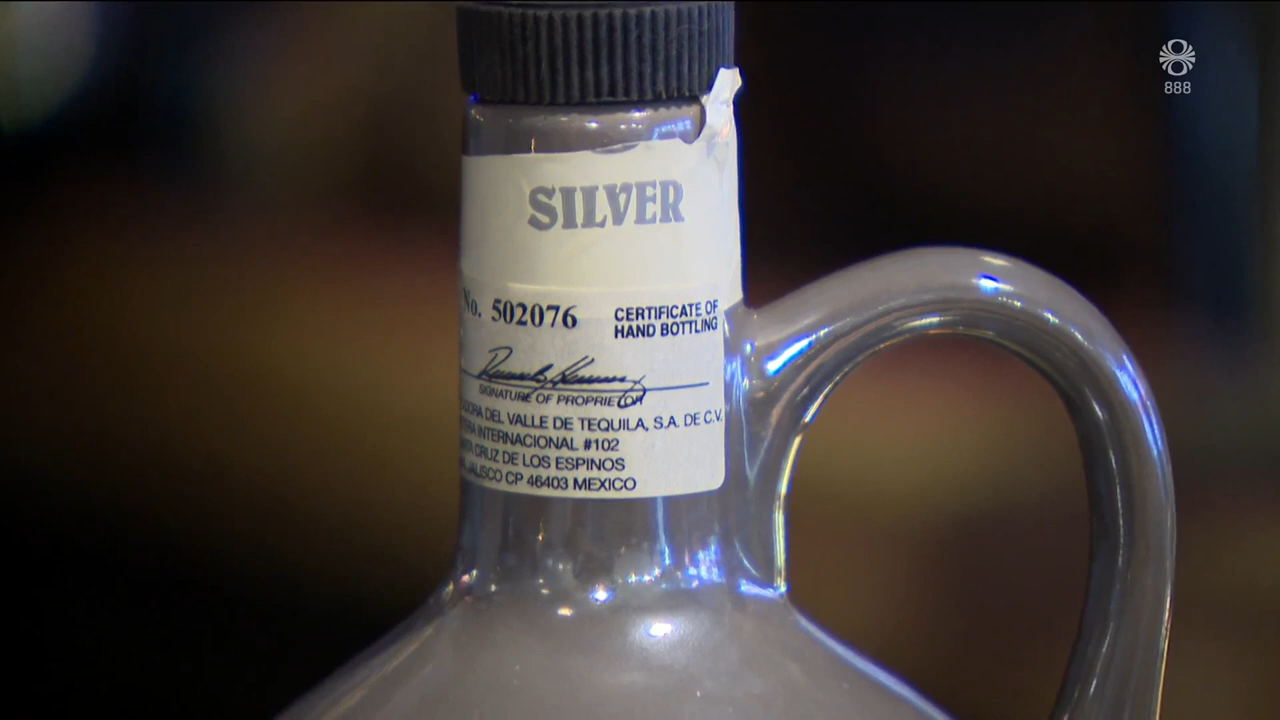 888
SILVER
No. 502076
CERTIFICATE OF
HAND BOTTLING
SIGNATURE OF PROPRIETOR
DEL VALLE DE TEQUILA, S.A. DE C.V.
INTERNACIONAL #102
CRUZ DE LOS ESPINOS
JALISCO CP 46403 MEXICO